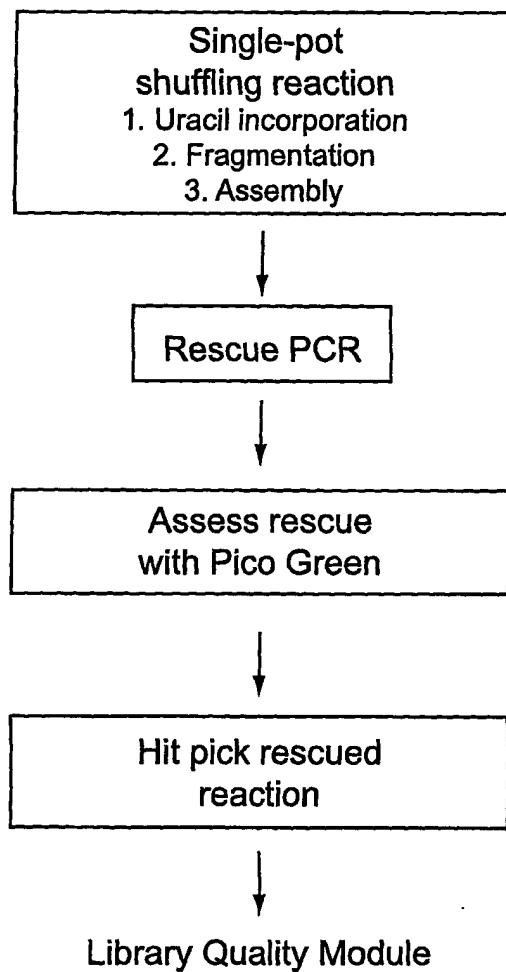 Single-pot
shuffling reaction
1. Uracil incorporation
2. Fragmentation
3. Assembly
Rescue PCR
Assess rescue
with Pico Green
Hit pick rescued
reaction
Library Quality Module